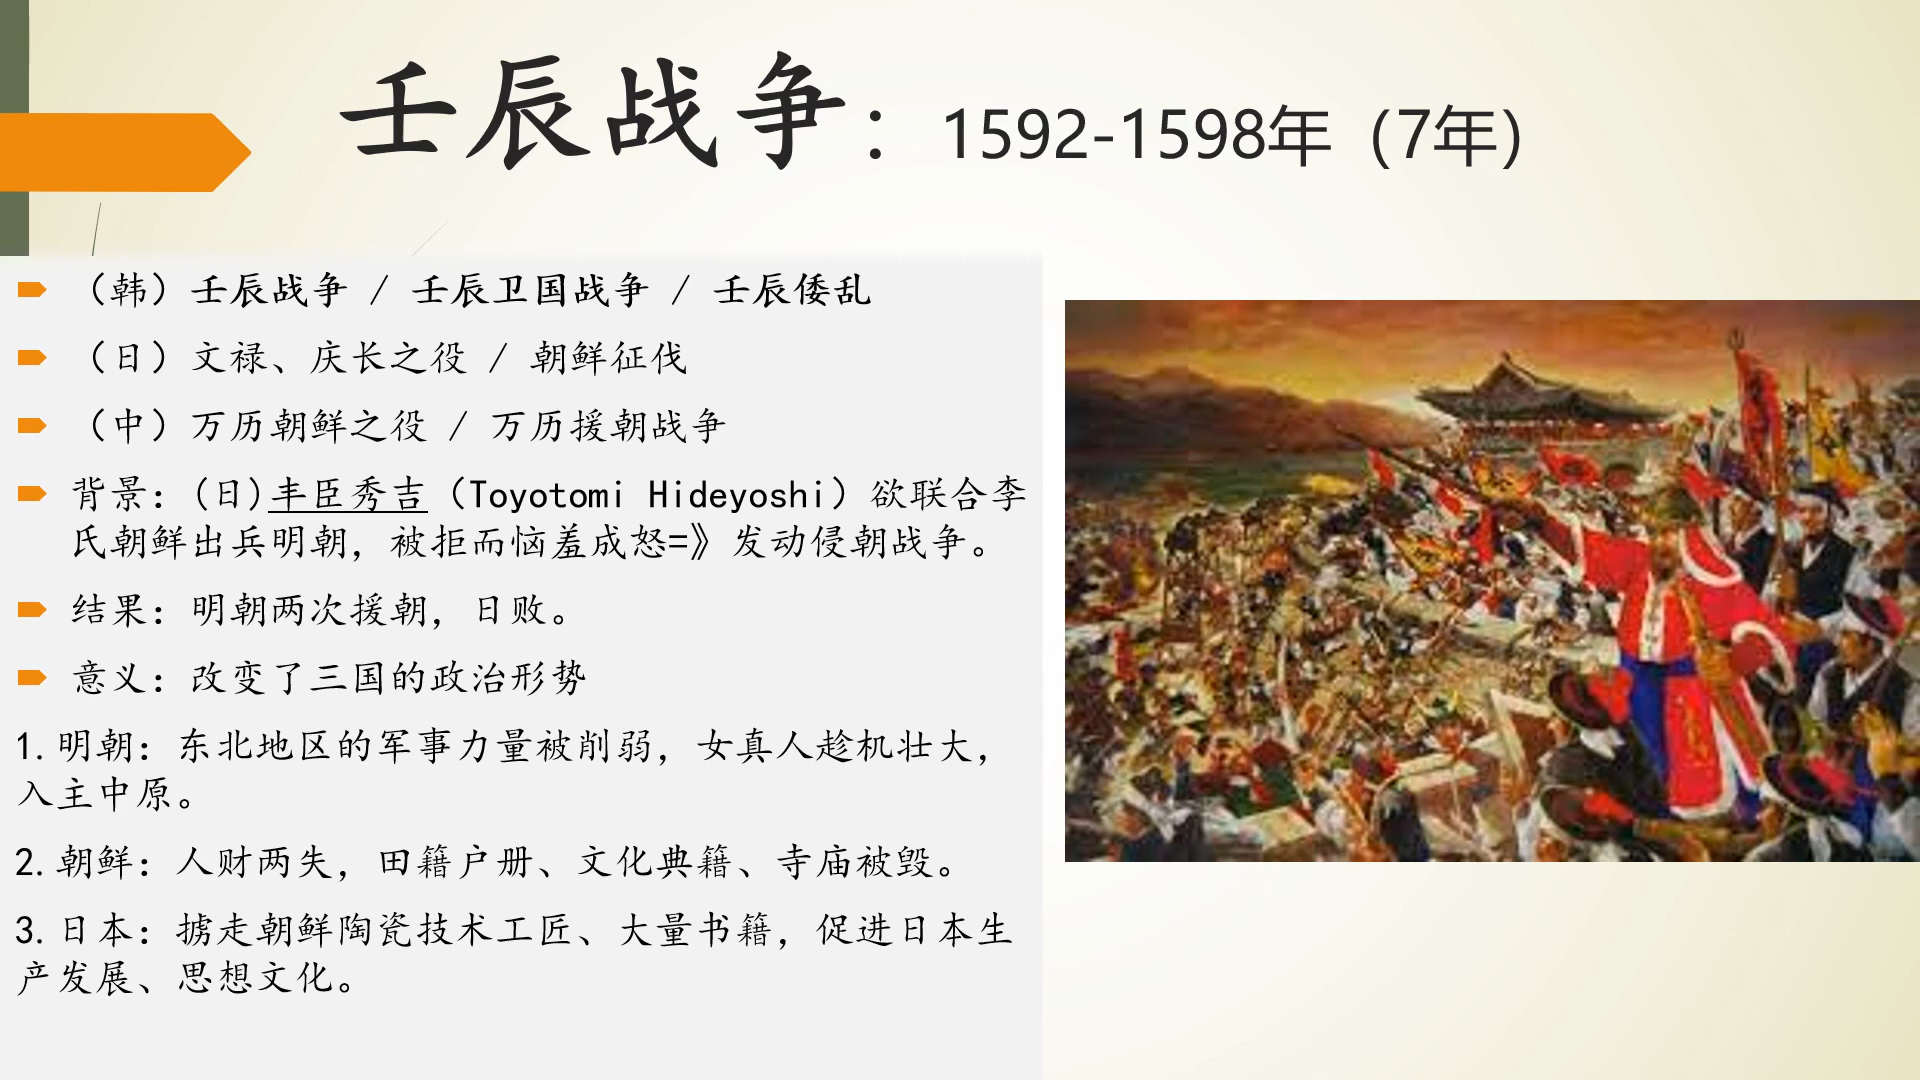 壬辰战争：1592-1598年（7年）
（韩）壬辰战争 / 壬辰卫国战争 / 壬辰倭乱
（日）文禄、庆长之役 / 朝鲜征伐
（中）万历朝鲜之役 / 万历援朝战争
背景：(日)丰臣秀吉（Toyotomi Hideyoshi）欲联合李
氏朝鲜出兵明朝，被拒而恼羞成怒=》发动侵朝战争。
结果：明朝两次援朝，日败。
意义：改变了三国的政治形势
1.明朝：东北地区的军事力量被削弱，女真人趁机壮大，
入主中原。
2.朝鲜：人财两失，田籍户册、文化典籍、寺庙被毁。
3.日本：掳走朝鲜陶瓷技术工匠、大量书籍，促进日本生
产发展、思想文化。